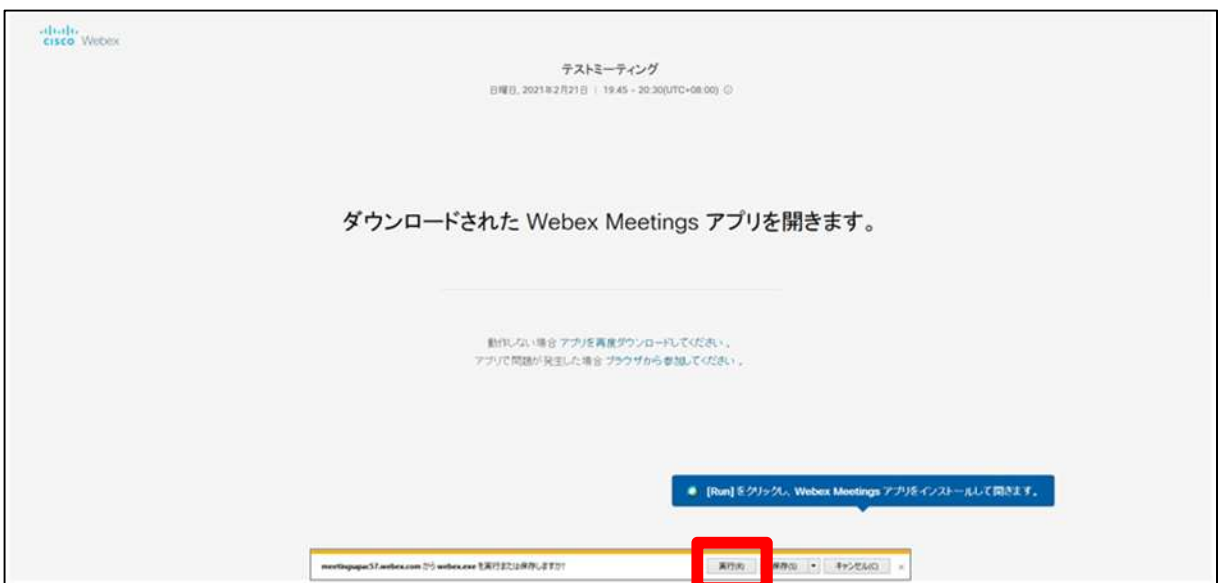 CISCO Webex
テストミーティング
日曜日, 2021年2月21日 | 19:45 - 20:30(UTC+08:00)
ダウンロードされた Webex Meetings アプリを開きます。
動作しない場合 アプリを再度ダウンロードしてください 。
アプリで問題が発生した場合 ブラウザから参加してください 。
[Run] をクリックし、Webex Meetings アプリをインストールして開きます。
meetingsapac57.webex.com から webex.exe を実行または保存しますか?
実行(R) 保存(S) キャンセル(C) ×